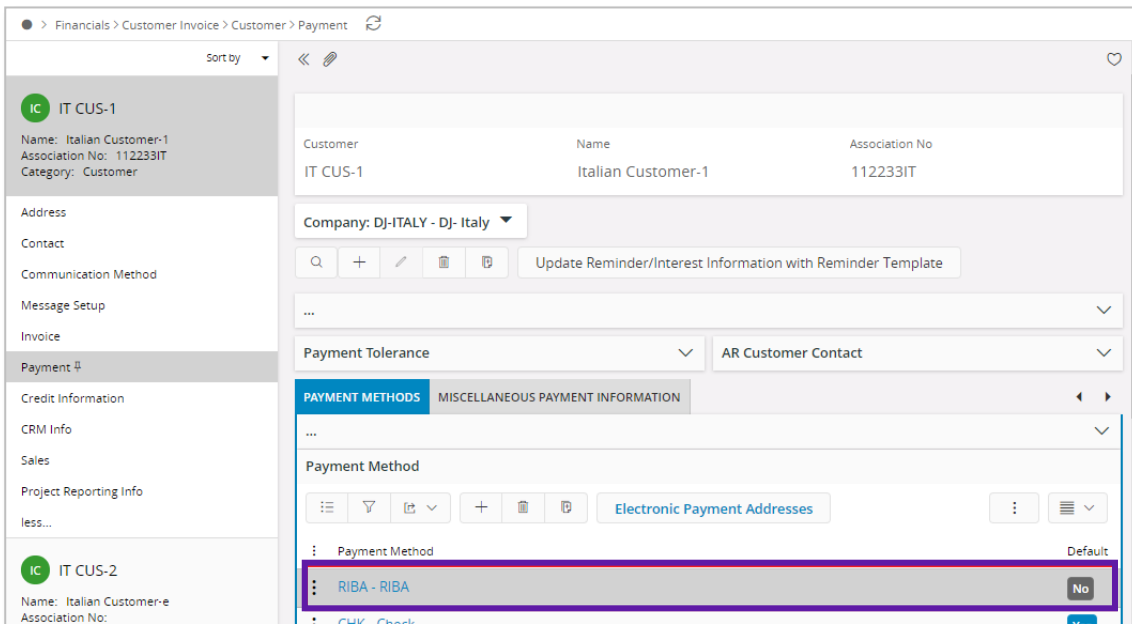 Financials > Customer Invoice > Customer > Payment
Sort by
IC IT CUS-1
Name: Italian Customer-1
Association No: 112233IT
Category: Customer
Address
Contact
Communication Method
Message Setup
Invoice
Payment
Credit Information
CRM Info
Sales
Project Reporting Info
less...
IC IT CUS-2
Name: Italian Customer-e
Association No:
Customer Name Association No
IT CUS-1 Italian Customer-1 112233IT
Company: DJ-ITALY - DJ- Italy
Update Reminder/Interest Information with Reminder Template
...
Payment Tolerance AR Customer Contact
PAYMENT METHODS MISCELLANEOUS PAYMENT INFORMATION
...
Payment Method
Electronic Payment Addresses
Payment Method Default
RIBA - RIBA No
CHK - Check Yes